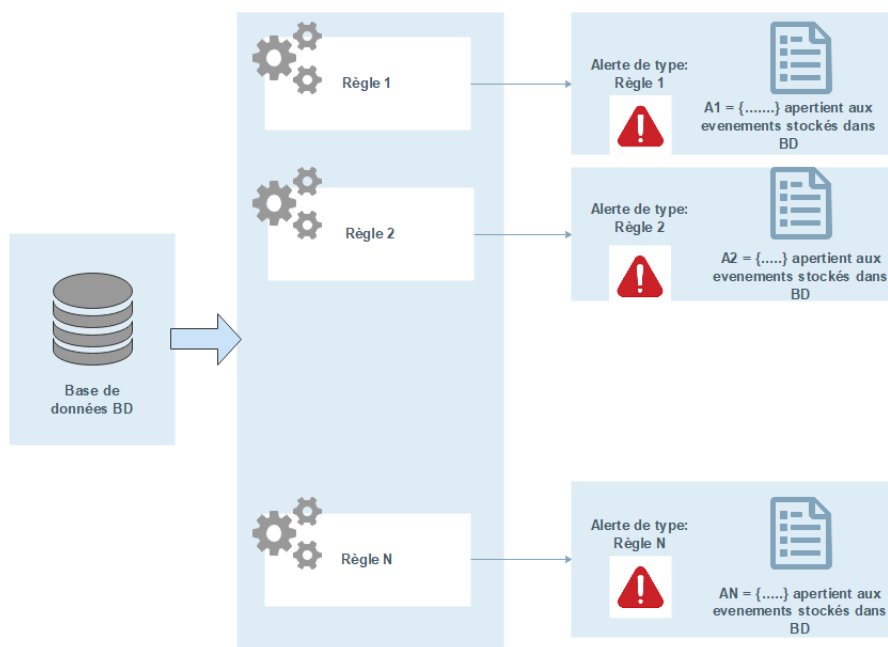 Règle 1
Alerte de type:
Règle 1
A1 = {.......} apertient aux
evenements stockés dans
BD
Règle 2
Alerte de type:
Règle 2
A2 = {.....} apertient aux
evenements stockés dans
BD
Base de
données BD
Règle N
Alerte de type:
Règle N
AN = {.....} apertient aux
evenements stockés dans
BD